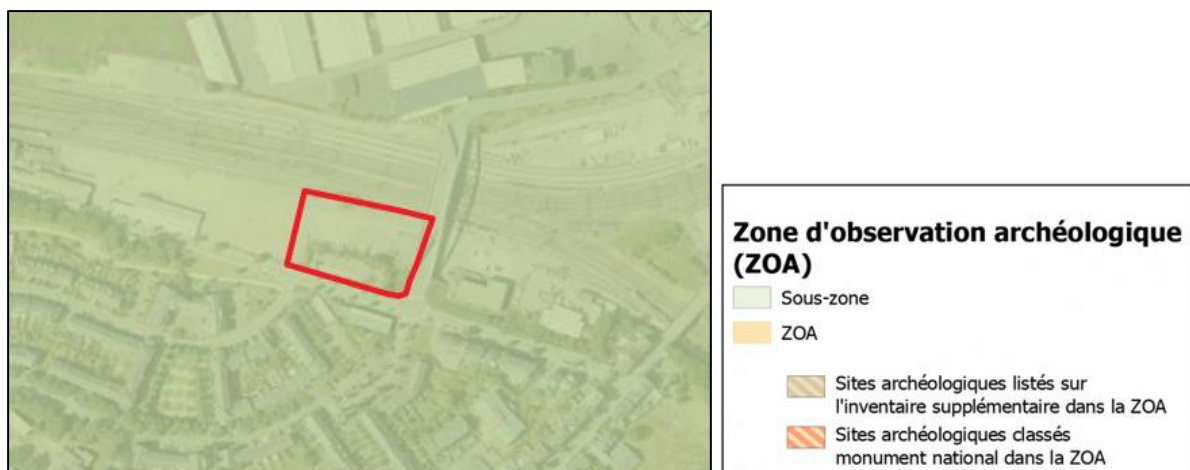 Zone d'observation archéologique
(ZOA)
Sous-zone
ZOA
Sites archéologiques listés sur
l'inventaire supplémentaire dans la ZOA
Sites archéologiques classés
monument national dans la ZOA